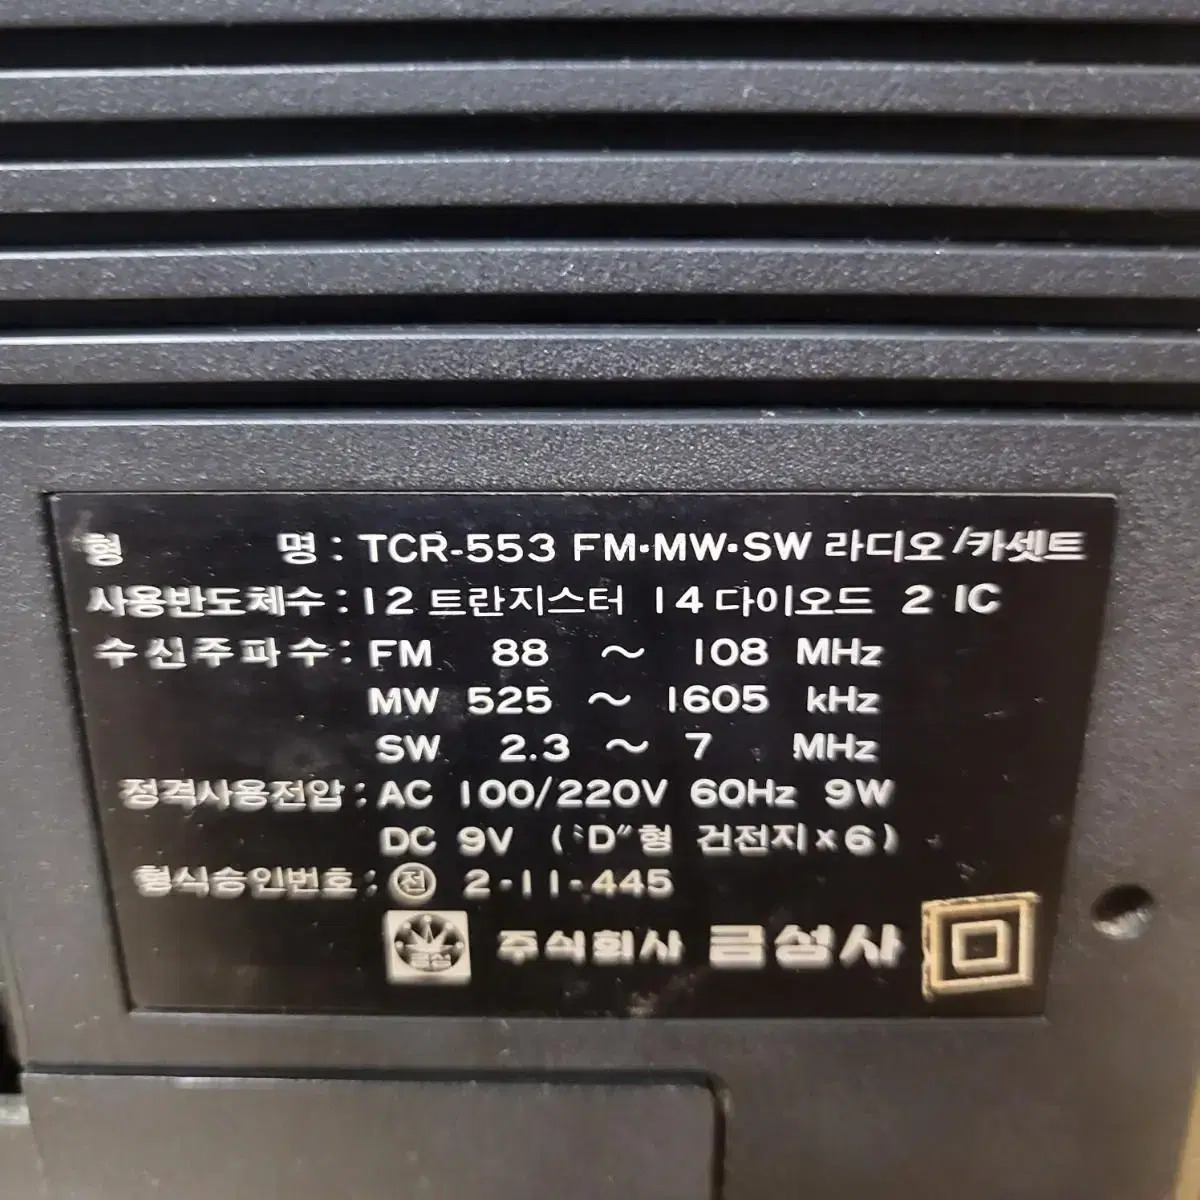 형 명 : TCR-553 FM·MW·SW 라디오/카셋트
사용반도체수 : 12 트란지스터 14 다이오드 2 IC
수신주파수 : FM 88 ~ 108 MHz
MW 525 ~ 1605 kHz
SW 2.3 ~ 7 MHz
정격사용전압 : AC 100/220V 60Hz 9W
DC 9V ("D"형 건전지×6)
형식승인번호 : ㉠전 2-11-445
금성 주식회사 금성사